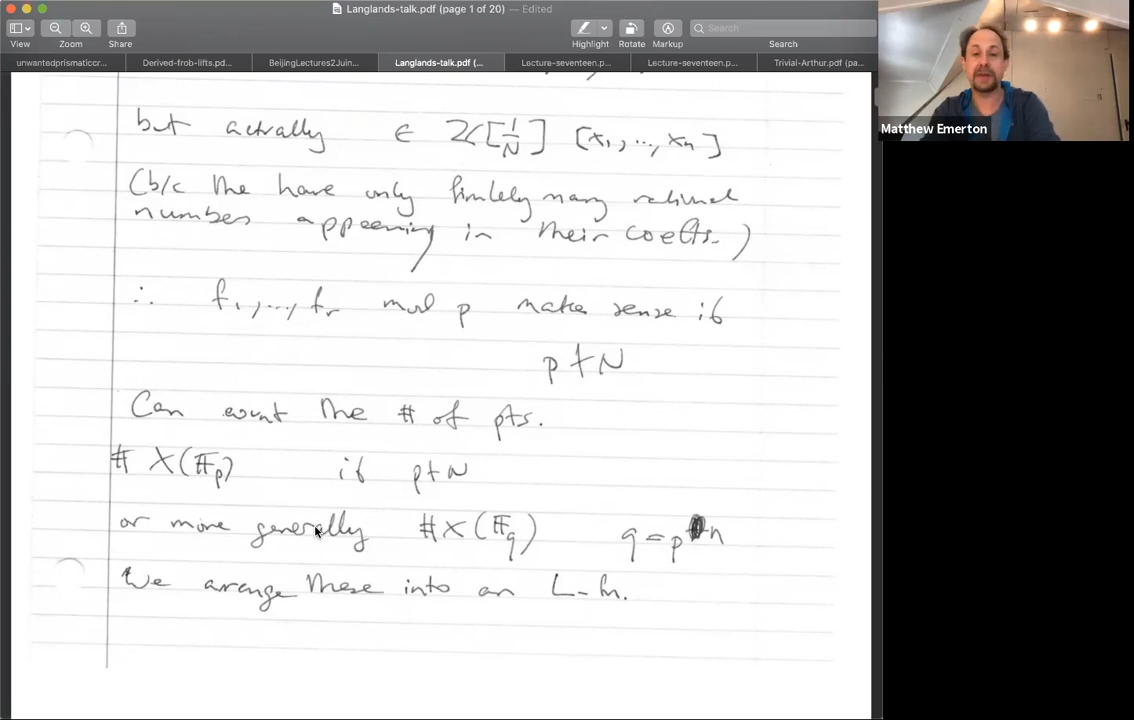 Langlands-talk.pdf (page 1 of 20) — Edited
View
Zoom
Share
Highlight
Rotate
Markup
Search
Search
unwantedprismaticcr...
Derived-frob-lifts.pd...
BeijingLectures2Juin...
Langlands-talk.pdf (...
Lecture-seventeen.p...
Lecture-seventeen.p...
Trivial-Arthur.pdf (pa...
Matthew Emerton
but actually ∈ ℤ[1/N] [x₁,..,xₙ]
(b/c the have only finitely many rational
numbers appearing in their coeffs.)
∴ f₁,...,fᵣ mod p make sense if
p∤N
Can count the # of pts.
# X(𝔽ₚ) if p∤N
or more generally #X(𝔽_q) q=pⁿ
We arrange these into an L-fn.